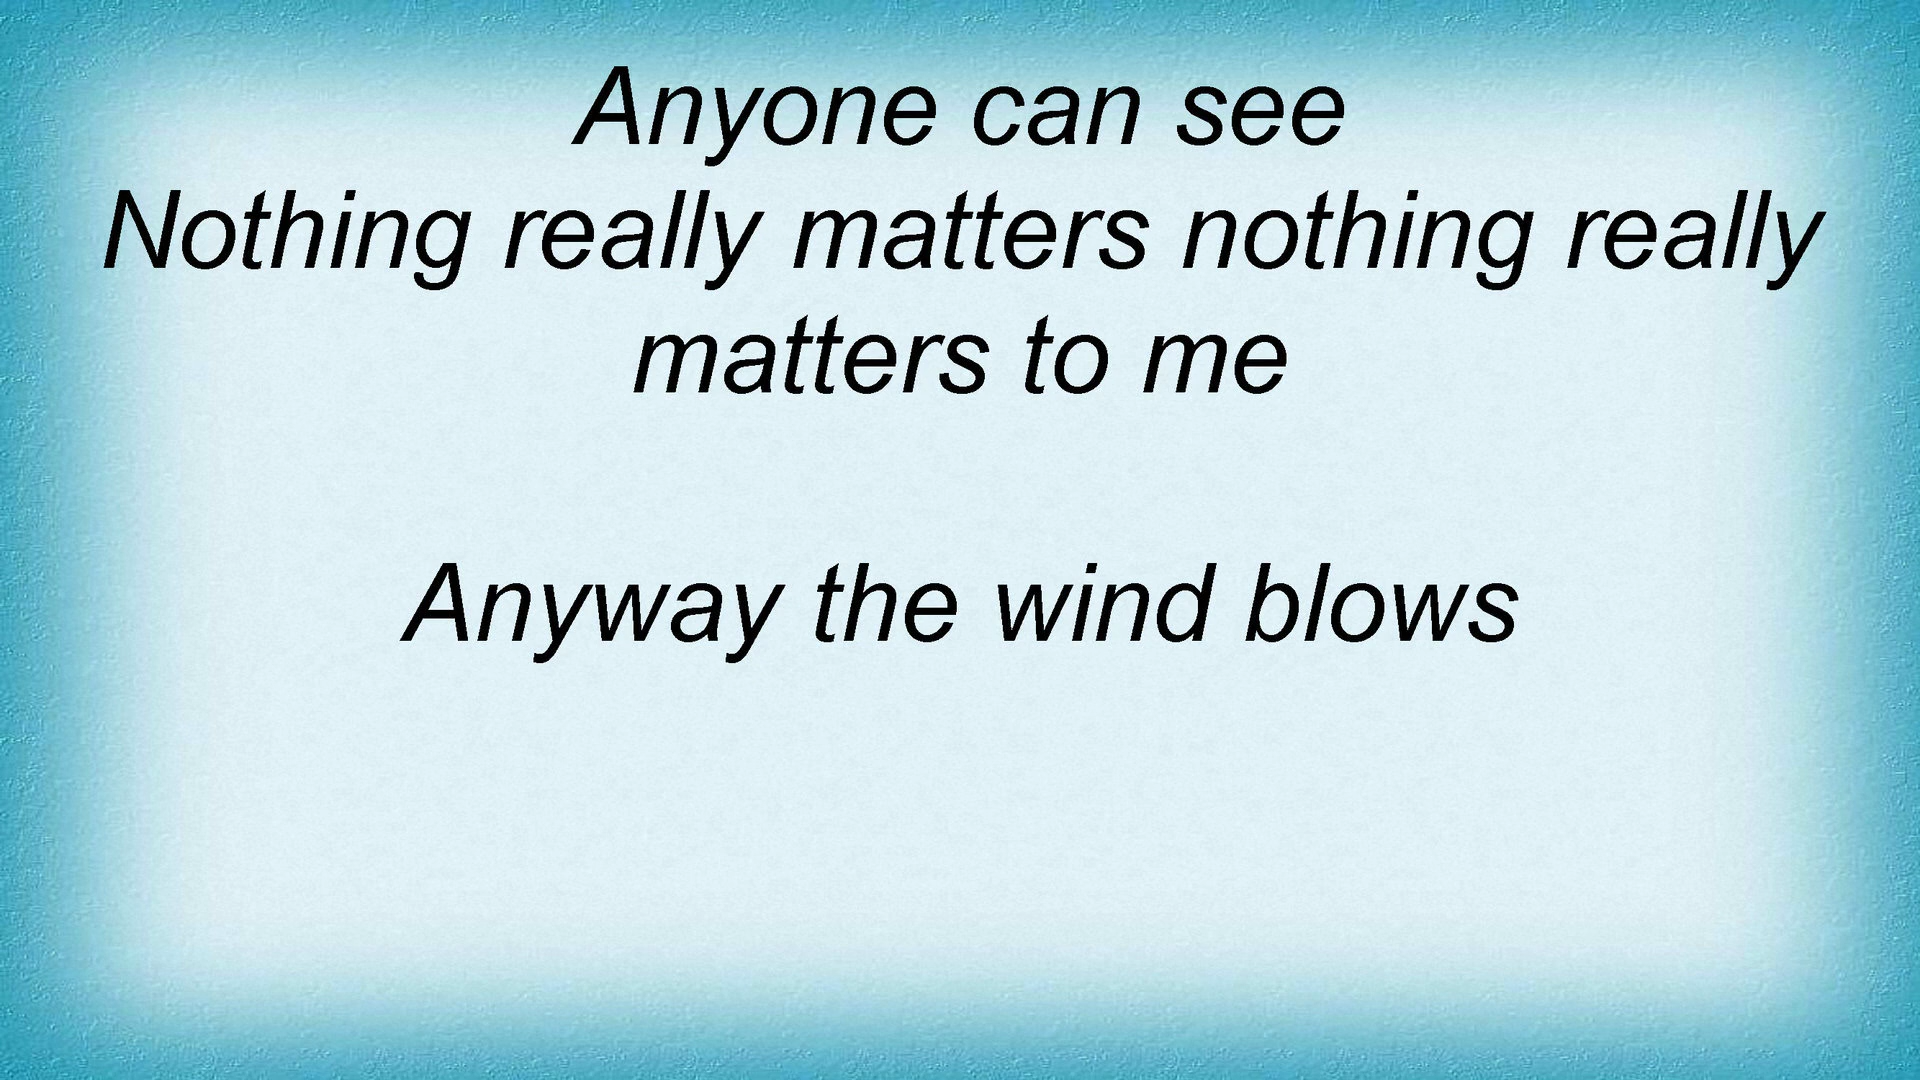 Anyone can see
Nothing really matters nothing really
matters to me
Anyway the wind blows